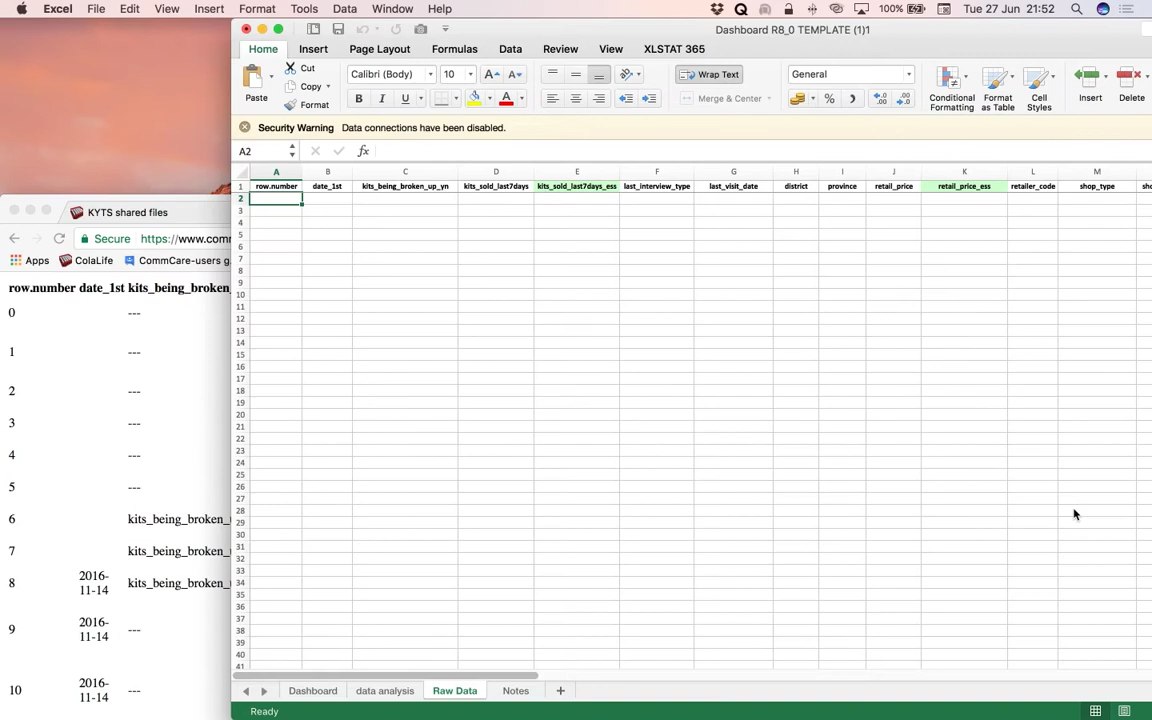 Excel File Edit View Insert Format Tools Data Window Help 100% Tue 27 Jun 21:52
Dashboard R8_0 TEMPLATE (1)1
Home Insert Page Layout Formulas Data Review View XLSTAT 365
Paste Cut Copy Format
Calibri (Body) 10 A A
B I U A
Wrap Text
Merge & Center
General
%
Conditional Formatting
Format as Table
Cell Styles
Insert Delete
Security Warning Data connections have been disabled.
A2 fx
A B C D E F G H I J K L M
1 row.number date_1st kits_being_broken_up_yn kits_sold_last7days kits_sold_last7days_ess last_interview_type last_visit_date district province retail_price retail_price_ess retailer_code shop_type
2
3
4
5
6
7
8
9
10
11
12
13
14
15
16
17
18
19
20
21
22
23
24
25
26
27
28
29
30
31
32
33
34
35
36
37
38
39
40
41
Dashboard data analysis Raw Data Notes +
Ready
KYTS shared files
Secure https://www.comm
Apps ColaLife CommCare-users g
row.number date_1st kits_being_broken_
0 ---
1 ---
2 ---
3 ---
4 ---
5 ---
6 kits_being_broken_
7 kits_being_broken_
8 2016-11-14 kits_being_broken_
9 2016-11-14 ---
10 2016-11-14 ---